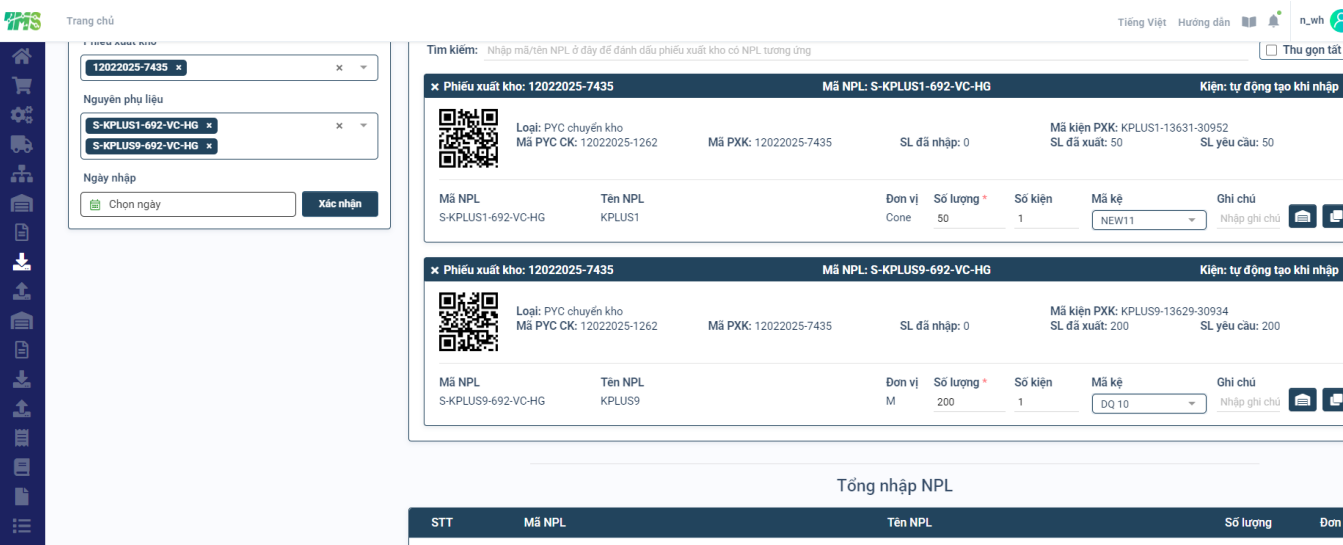 IMS
Trang chủ
Tiếng Việt Hướng dẫn n_wh
Phiếu xuất kho
12022025-7435 ×
Nguyên phụ liệu
S-KPLUS1-692-VC-HG ×
S-KPLUS9-692-VC-HG ×
Ngày nhập
Chọn ngày Xác nhận
Tìm kiếm: Nhập mã/tên NPL ở đây để đánh dấu phiếu xuất kho có NPL tương ứng Thu gọn tất
× Phiếu xuất kho: 12022025-7435 Mã NPL: S-KPLUS1-692-VC-HG Kiện: tự động tạo khi nhập
Loại: PYC chuyển kho Mã kiện PXK: KPLUS1-13631-30952
Mã PYC CK: 12022025-1262 Mã PXK: 12022025-7435 SL đã nhập: 0 SL đã xuất: 50 SL yêu cầu: 50
Mã NPL Tên NPL Đơn vị Số lượng * Số kiện Mã kệ Ghi chú
S-KPLUS1-692-VC-HG KPLUS1 Cone 50 1 NEW11 Nhập ghi chú
× Phiếu xuất kho: 12022025-7435 Mã NPL: S-KPLUS9-692-VC-HG Kiện: tự động tạo khi nhập
Loại: PYC chuyển kho Mã kiện PXK: KPLUS9-13629-30934
Mã PYC CK: 12022025-1262 Mã PXK: 12022025-7435 SL đã nhập: 0 SL đã xuất: 200 SL yêu cầu: 200
Mã NPL Tên NPL Đơn vị Số lượng * Số kiện Mã kệ Ghi chú
S-KPLUS9-692-VC-HG KPLUS9 M 200 1 DQ 10 Nhập ghi chú
Tổng nhập NPL
STT Mã NPL Tên NPL Số lượng Đơn